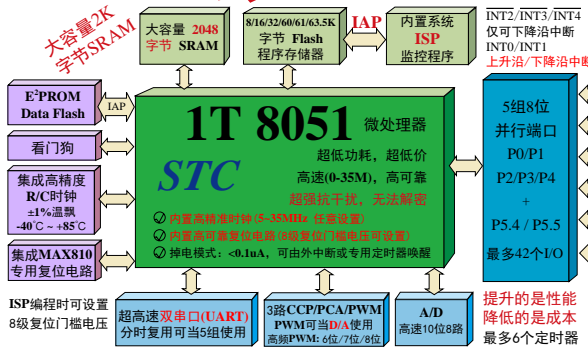 大容量2K
字节SRAM
大容量 2048
字节 SRAM
8/16/32/60/61/63.5K
字节 Flash
程序存储器
IAP
内置系统
ISP
监控程序
INT2/INT3/INT4
仅可下降沿中断
INT0/INT1
上升沿/下降沿中断
E²PROM
Data Flash
IAP
看门狗
集成高精度
R/C时钟
±1%温飘
-40℃~+85℃
集成MAX810
专用复位电路
1T 8051 微处理器
STC
超低功耗，超低价
高速(0-35M)，高可靠
超强抗干扰，无法解密
内置高精准时钟(5~35MHz 任意设置)
内置高可靠复位电路(8级复位门槛电压可设置)
掉电模式：<0.1uA，可由外中断或专用定时器唤醒
5组8位
并行端口
P0/P1
P2/P3/P4
+
P5.4 / P5.5
最多42个I/O
ISP编程时可设置
8级复位门槛电压
超高速双串口(UART)
分时复用可当5组使用
3路CCP/PCA/PWM
PWM可当D/A使用
高频PWM: 6位/7位/8位
A/D
高速10位8路
提升的是性能
降低的是成本
最多6个定时器